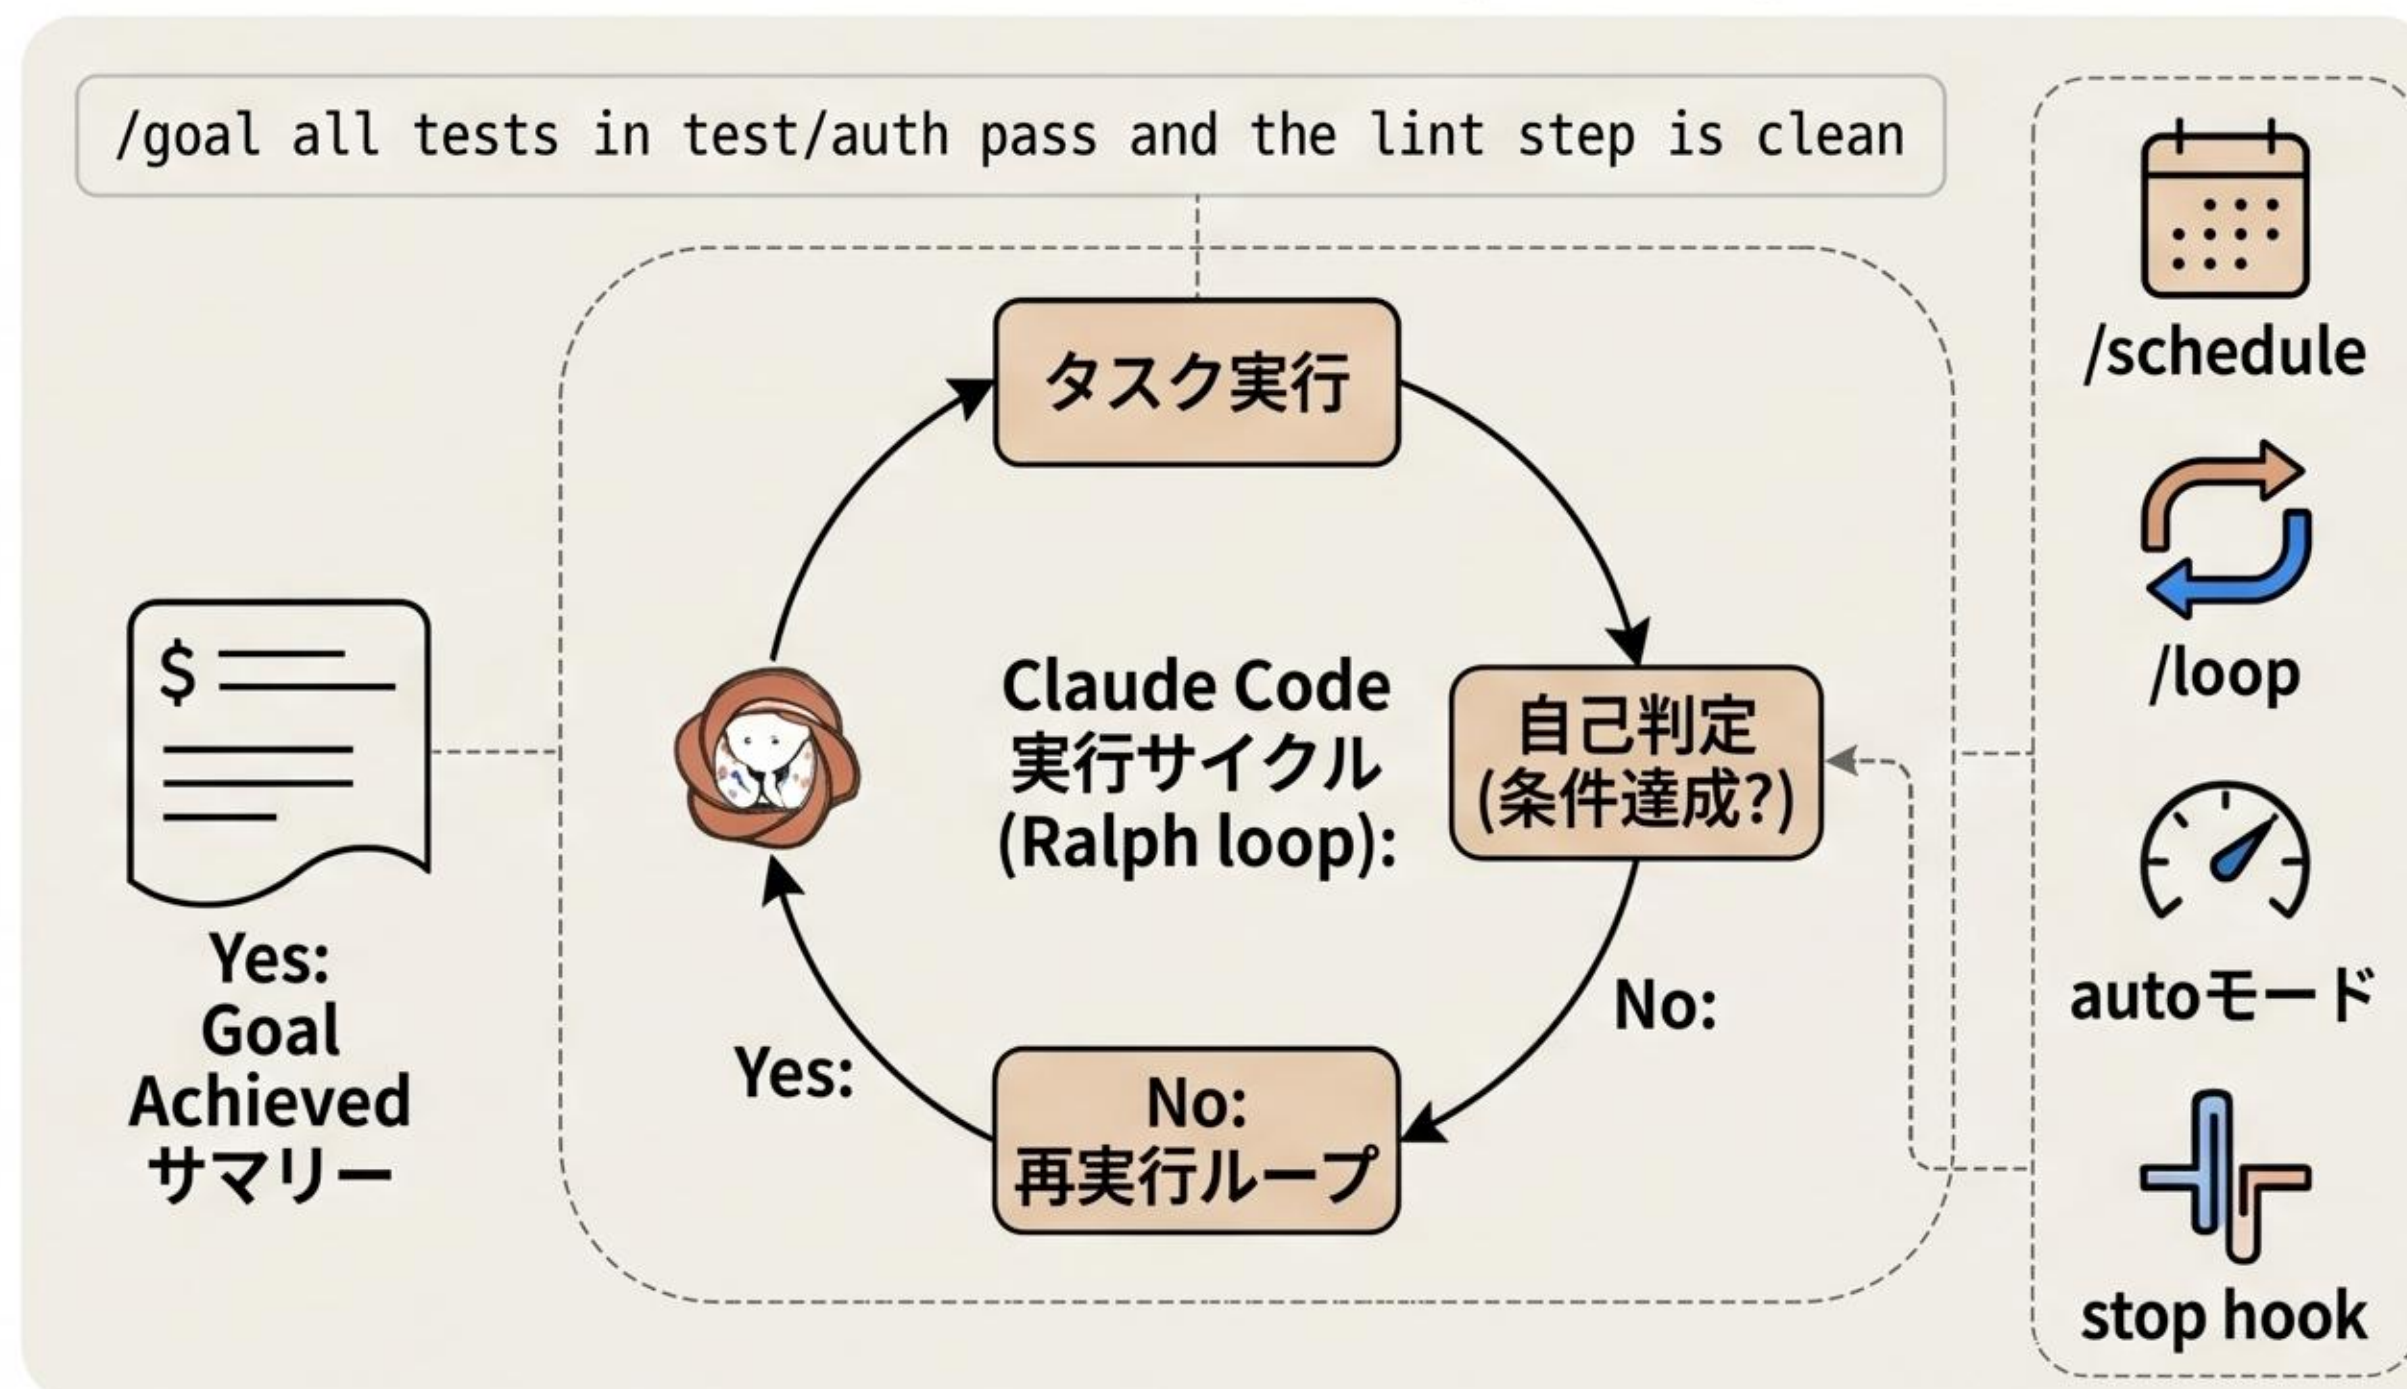 /goal all tests in test/auth pass and the lint step is clean
タスク実行
Claude Code
実行サイクル
(Ralph loop):
自己判定
(条件達成?)
No:
No:
再実行ループ
Yes:
$
Yes:
Goal
Achieved
サマリー
/schedule
/loop
autoモード
stop hook